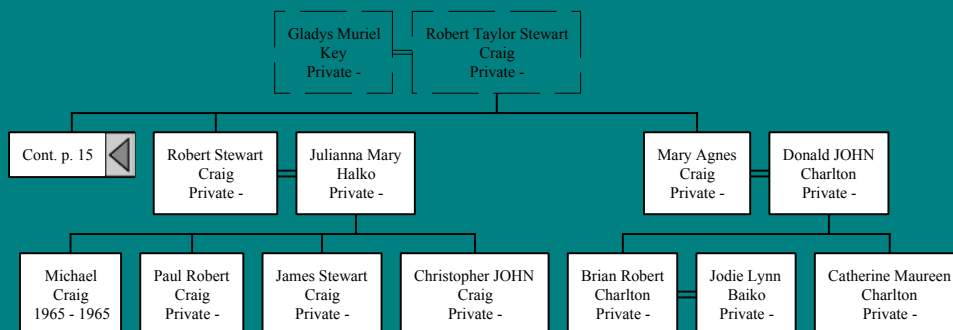 Gladys Muriel
Key
Private -
Robert Taylor Stewart
Craig
Private -
Cont. p. 15
Robert Stewart
Craig
Private -
Julianna Mary
Halko
Private -
Mary Agnes
Craig
Private -
Donald JOHN
Charlton
Private -
Michael
Craig
1965 - 1965
Paul Robert
Craig
Private -
James Stewart
Craig
Private -
Christopher JOHN
Craig
Private -
Brian Robert
Charlton
Private -
Jodie Lynn
Baiko
Private -
Catherine Maureen
Charlton
Private -